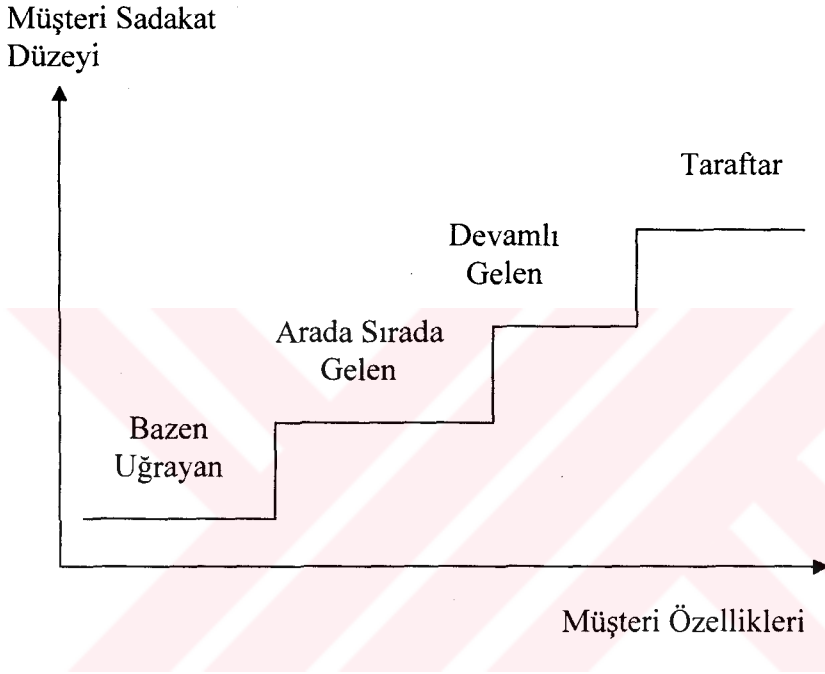 Müşteri Sadakat
Düzeyi
Taraftar
Devamlı
Gelen
Arada Sırada
Gelen
Bazen
Uğrayan
Müşteri Özellikleri